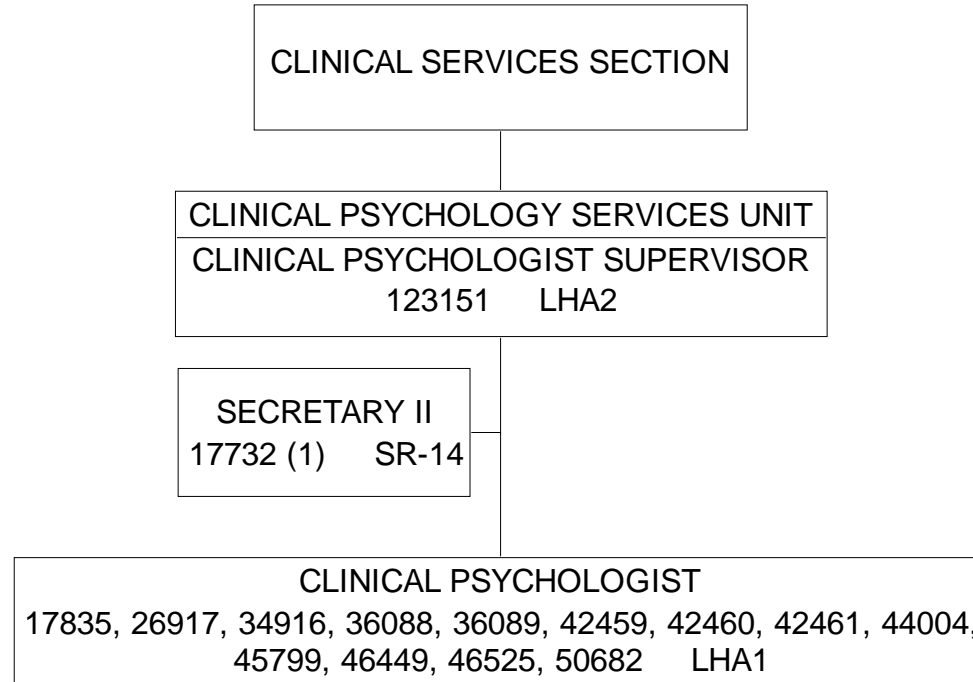 CLINICAL SERVICES SECTION
CLINICAL PSYCHOLOGY SERVICES UNIT
CLINICAL PSYCHOLOGIST SUPERVISOR
123151 LHA2
SECRETARY II
17732 (1) SR-14
CLINICAL PSYCHOLOGIST
17835, 26917, 34916, 36088, 36089, 42459, 42460, 42461, 44004,
45799, 46449, 46525, 50682 LHA1